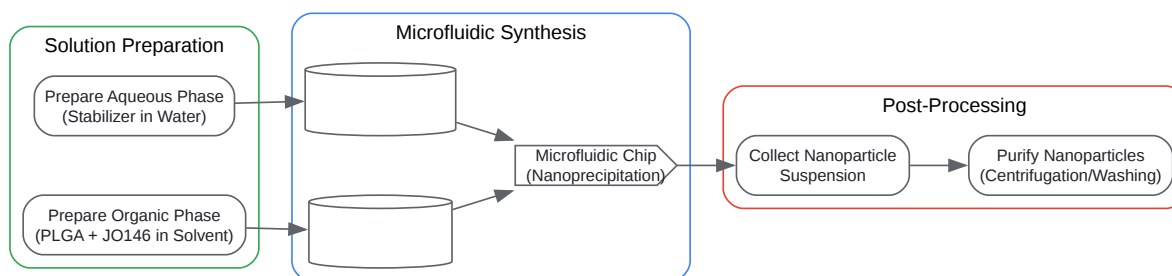 Solution Preparation
Prepare Aqueous Phase
(Stabilizer in Water)
Prepare Organic Phase
(PLGA + JO146 in Solvent)
Microfluidic Synthesis
Microfluidic Chip
(Nanoprecipitation)
Post-Processing
Collect Nanoparticle
Suspension
Purify Nanoparticles
(Centrifugation/Washing)